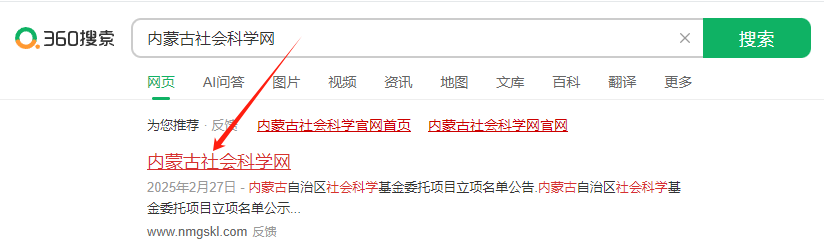 360搜索 内蒙古社会科学网 × 搜索
网页 AI问答 图片 视频 资讯 地图 文库 百科 翻译 更多
为您推荐 · 反馈 内蒙古社会科学官网首页 内蒙古社会科学网官网
内蒙古社会科学网
2025年2月27日 - 内蒙古自治区社会科学基金委托项目立项名单公告.内蒙古自治区社会科学基
金委托项目立项名单公示...
www.nmgskl.com 反馈